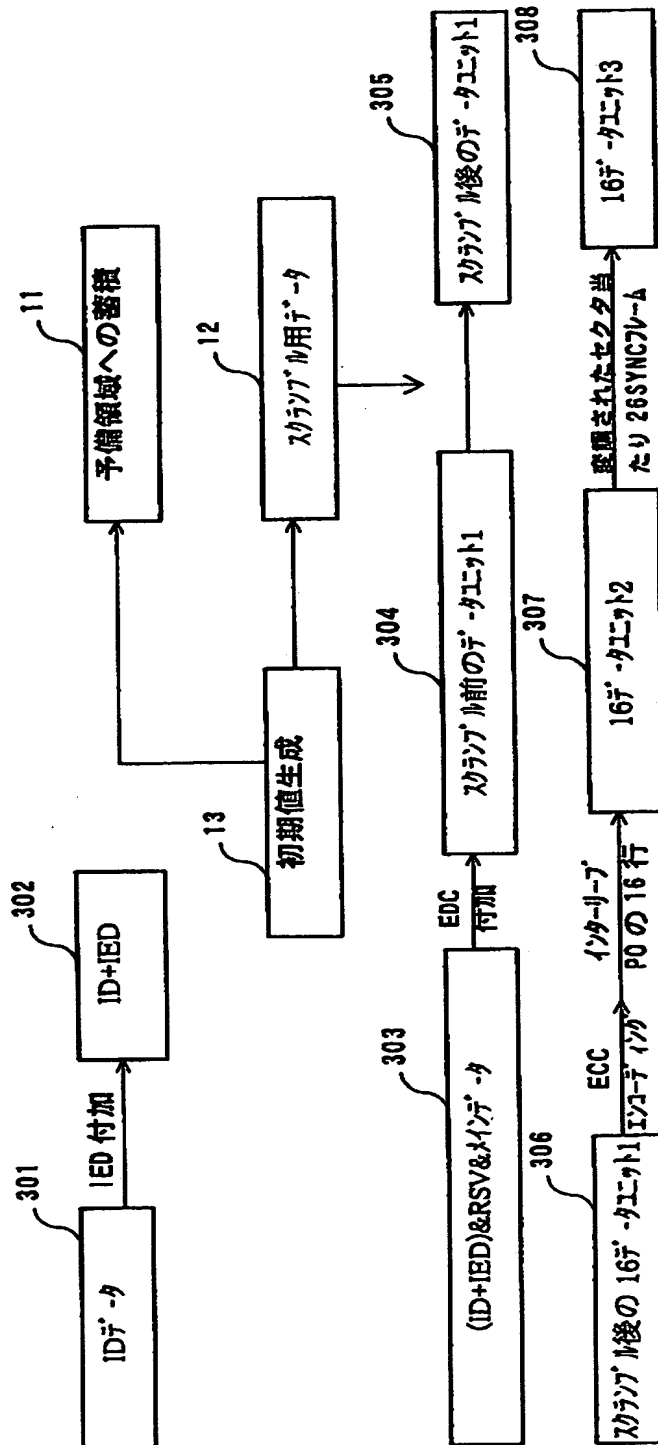 301
IDデータ
IED 付加
302
ID+IED
11
予備領域への蓄積
13
初期値生成
12
スクランブル用データ
303
(ID+IED)&RSV&メインデータ
EDC
付加
304
スクランブル前のデータユニット1
305
スクランブル後のデータユニット1
306
スクランブル後の16データユニット1
ECC
エンコーディング
インターリーブ
POの16行
307
16データユニット2
変調されたセクタ当
たり26SYNCフレーム
308
16データユニット3